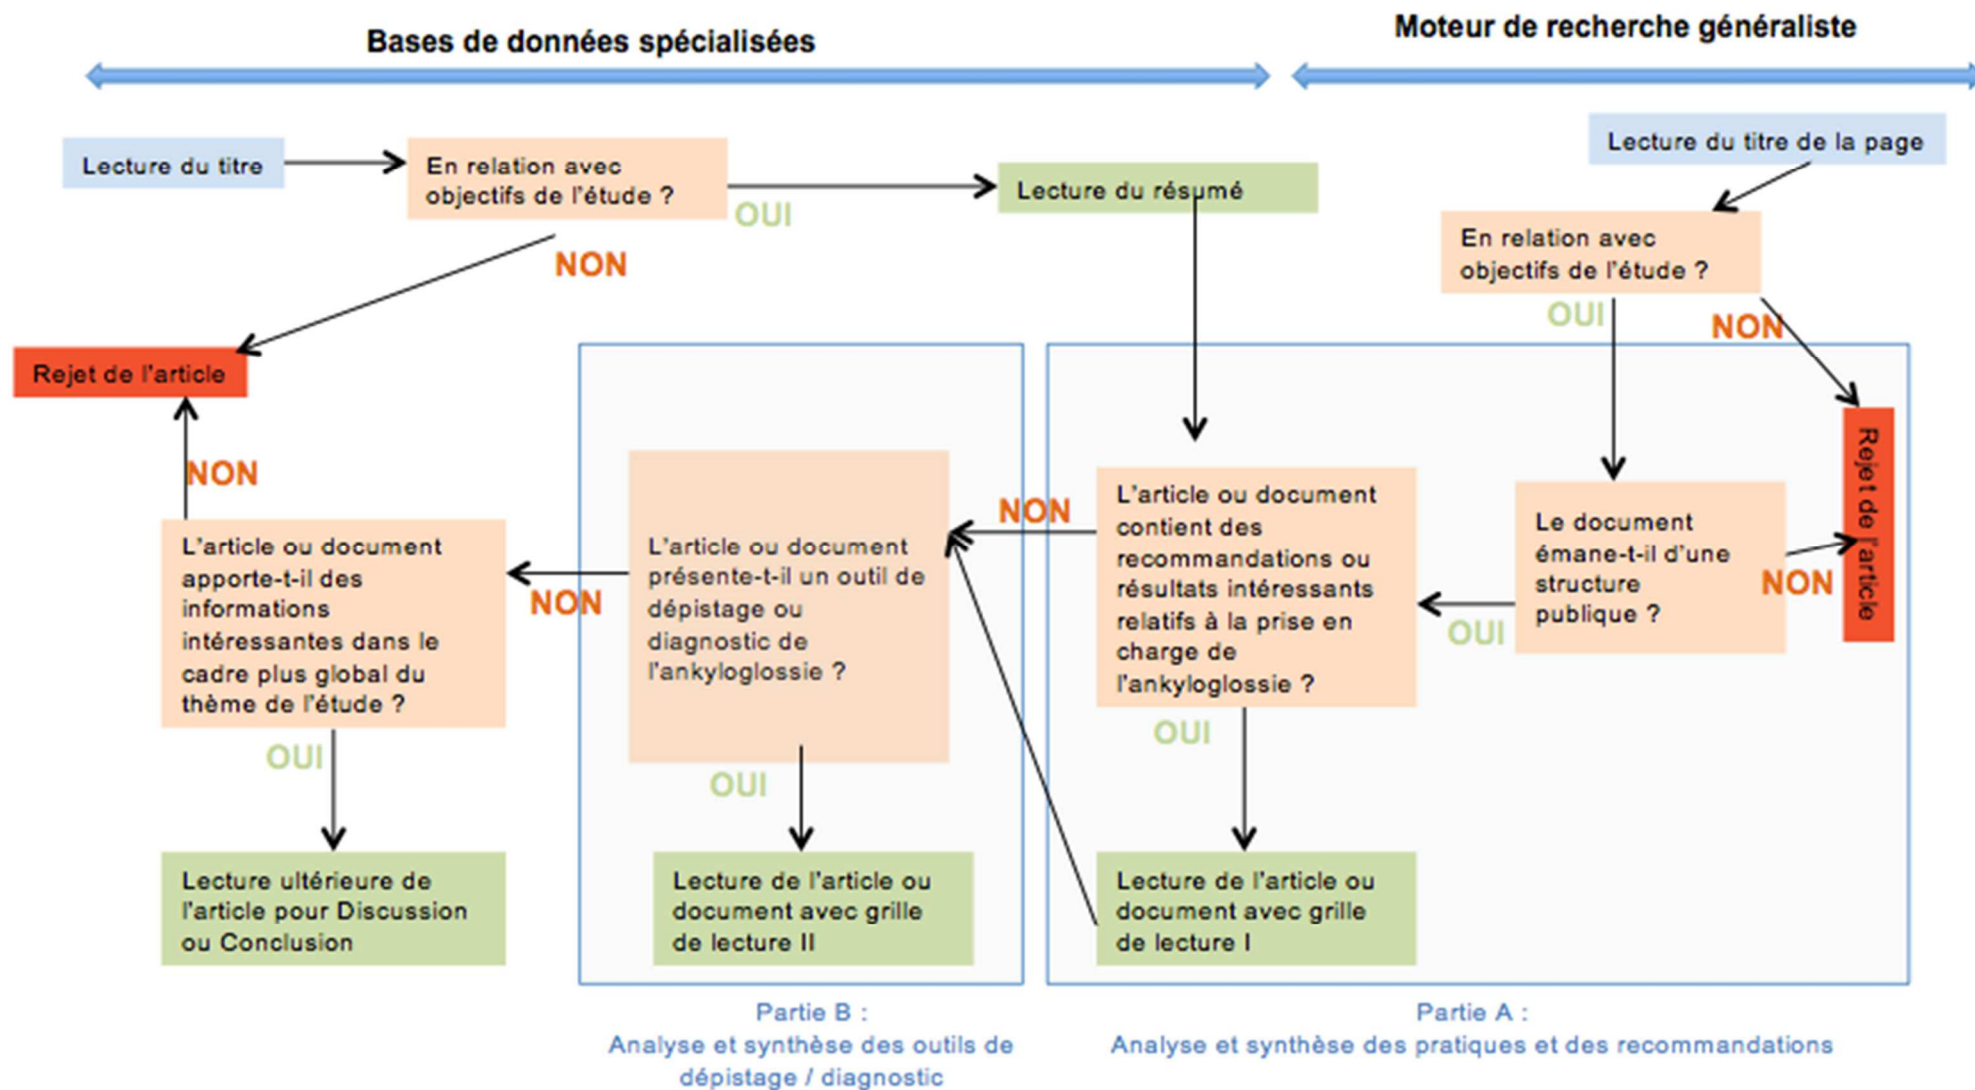 Bases de données spécialisées
Moteur de recherche généraliste
Lecture du titre
En relation avec
objectifs de l'étude ?
OUI
NON
Lecture du résumé
Lecture du titre de la page
En relation avec
objectifs de l'étude ?
OUI
NON
Rejet de l'article
Rejet de
l'article
NON
L'article ou document
apporte-t-il des
informations
intéressantes dans le
cadre plus global du
thème de l'étude ?
OUI
NON
L'article ou document
présente-t-il un outil de
dépistage ou
diagnostic de
l'ankyloglossie ?
OUI
NON
L'article ou document
contient des
recommandations ou
résultats intéressants
relatifs à la prise en
charge de
l'ankyloglossie ?
OUI
OUI
Le document
émane-t-il d'une
structure
publique ?
NON
Lecture ultérieure de
l'article pour Discussion
ou Conclusion
Lecture de l'article ou
document avec grille
de lecture II
Lecture de l'article ou
document avec grille
de lecture I
Partie B :
Analyse et synthèse des outils de
dépistage / diagnostic
Partie A :
Analyse et synthèse des pratiques et des recommandations